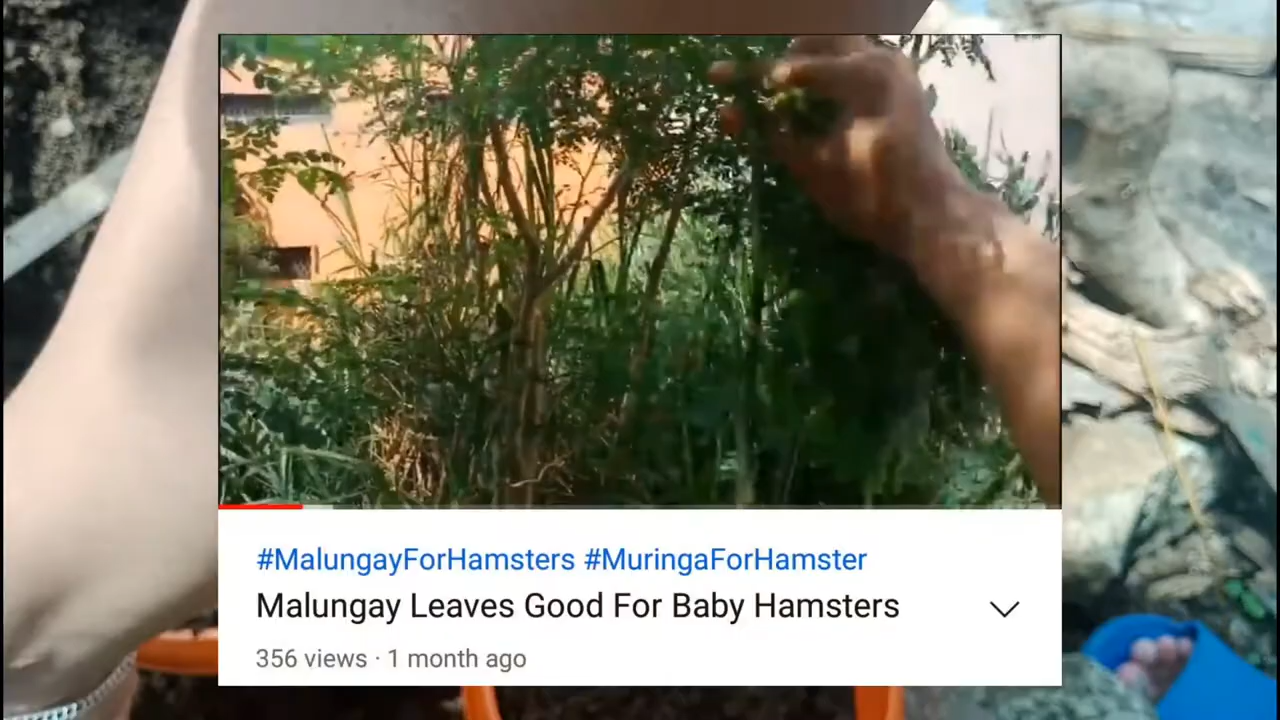 #MalungayForHamsters #MuringaForHamster
Malungay Leaves Good For Baby Hamsters
356 views · 1 month ago